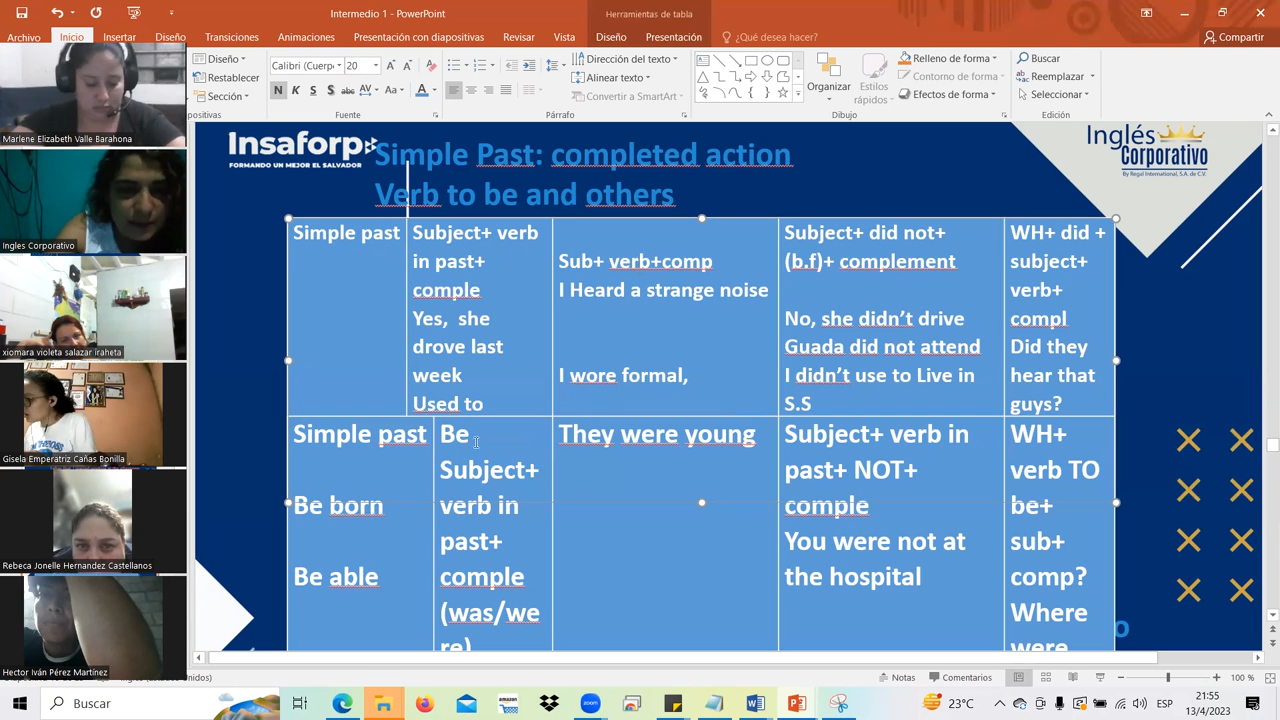 Intermedio 1 - PowerPoint
Herramientas de tabla
Archivo Inicio Insertar Diseño Transiciones Animaciones Presentación con diapositivas Revisar Vista Diseño Presentación ¿Qué desea hacer? Compartir
Diseño
Restablecer
Sección
Calibri (Cuerp 20
N K S S abc AV Aa A
Dirección del texto
Alinear texto
Convertir a SmartArt
Organizar
Estilos
rápidos
Relleno de forma
Contorno de forma
Efectos de forma
Buscar
Reemplazar
Seleccionar
positivas Fuente Párrafo Dibujo Edición
Marlene Elizabeth Valle Barahona
Ingles Corporativo
xiomara violeta salazar iraheta
Gisela Emperatriz Cañas Bonilla
Rebeca Jonelle Hernandez Castellanos
Hector Iván Pérez Martínez
Insaforp
FORMANDO UN MEJOR EL SALVADOR
Inglés
Corporativo
By Regal International, S.A. de C.V.
Simple Past: completed action
Verb to be and others
Simple past
Subject+ verb
in past+
comple
Yes, she
drove last
week
Used to
Sub+ verb+comp
I Heard a strange noise
I wore formal,
Subject+ did not+
(b.f)+ complement
No, she didn't drive
Guada did not attend
I didn't use to Live in
S.S
WH+ did +
subject+
verb+
compl
Did they
hear that
guys?
Simple past
Be born
Be able
Be
Subject+
verb in
past+
comple
(was/we
re)
They were young
Subject+ verb in
past+ NOT+
comple
You were not at
the hospital
WH+
verb TO
be+
sub+
comp?
Where
were
o
Notas Comentarios 100 %
Buscar
amazon
23°C
ESP
21:55
13/4/2023